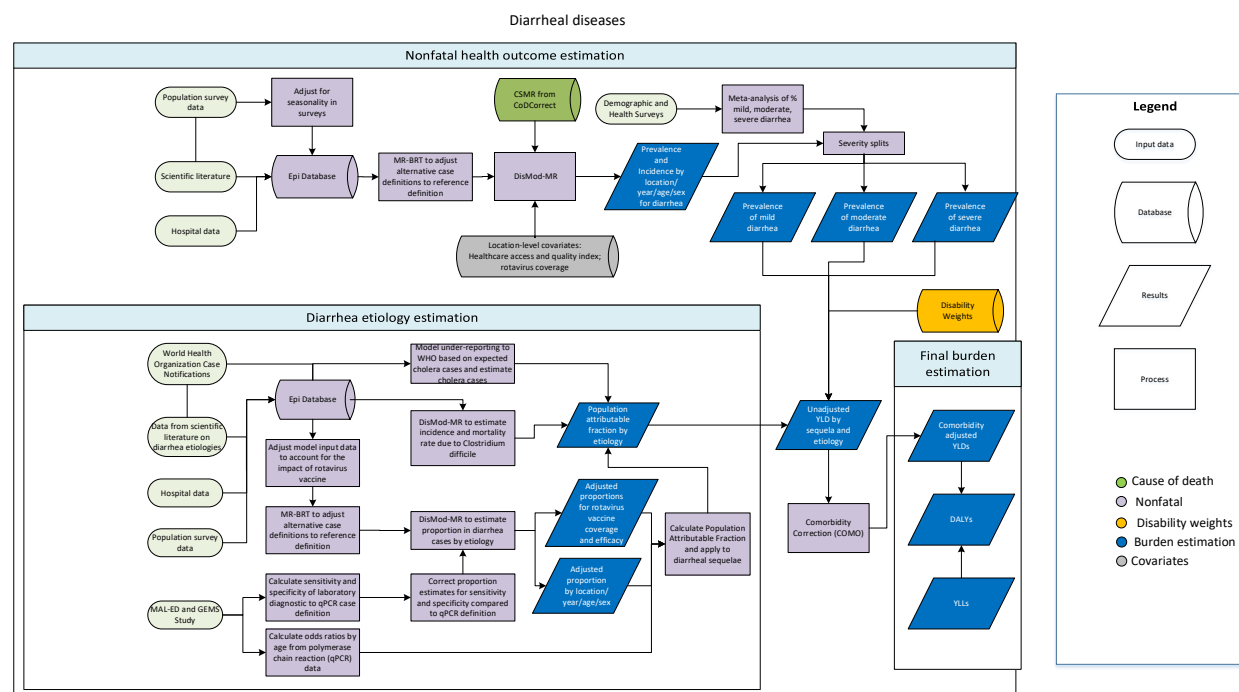 Diarrheal diseases
Nonfatal health outcome estimation
Population survey
data
Adjust for
seasonality in
surveys
CSMR from
CoDCorrect
Demographic and
Health Surveys
Meta-analysis of %
mild, moderate,
severe diarrhea
Scientific literature
Epi Database
MR-BRT to adjust
alternative case
definitions to reference
definition
DisMod-MR
Prevalence
and
Incidence by
location/
year/age/sex
for diarrhea
Severity splits
Hospital data
Location-level covariates:
Healthcare access and quality index;
rotavirus coverage
Prevalence
of mild
diarrhea
Prevalence
of moderate
diarrhea
Prevalence
of severe
diarrhea
Disability
Weights
Diarrhea etiology estimation
World Health
Organization Case
Notifications
Model under-reporting to
WHO based on expected
cholera cases and estimate
cholera cases
Epi Database
Data from scientific
literature on
diarrhea etiologies
DisMod-MR to estimate
incidence and mortality
rate due to Clostridium
difficile
Population
attributable
fraction by
etiology
Unadjusted
YLD by
sequela and
etiology
Adjust model input data
to account for the
impact of rotavirus
vaccine
Hospital data
Population survey
data
MR-BRT to adjust
alternative case
definitions to reference
definition
DisMod-MR to estimate
proportion in diarrhea
cases by etiology
Adjusted
proportions
for rotavirus
vaccine
coverage
and efficacy
Calculate Population
Attributable Fraction
and apply to
diarrheal sequelae
Comorbidity
Correction (COMO)
MAL-ED and GEMS
Study
Calculate sensitivity and
specificity of laboratory
diagnostic to qPCR case
definition
Correct proportion
estimates for sensitivity
and specificity compared
to qPCR definition
Adjusted
proportion
by location/
year/age/sex
Calculate odds ratios by
age from polymerase
chain reaction (qPCR)
data
Final burden
estimation
Comorbidity
adjusted
YLDs
DALYs
YLLs
Legend
Input data
Database
Results
Process
Cause of death
Nonfatal
Disability weights
Burden estimation
Covariates